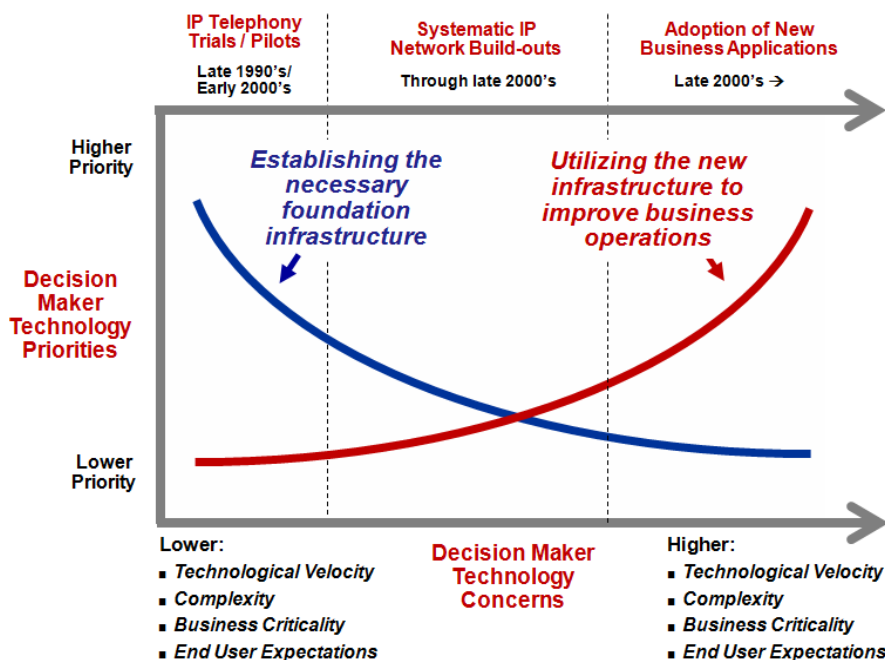 IP Telephony
Trials / Pilots
Late 1990's/
Early 2000's
Systematic IP
Network Build-outs
Through late 2000's
Adoption of New
Business Applications
Late 2000's →
Higher
Priority
Establishing the
necessary
foundation
infrastructure
Utilizing the new
infrastructure to
improve business
operations
Decision
Maker
Technology
Priorities
Lower
Priority
Lower:
▪ Technological Velocity
▪ Complexity
▪ Business Criticality
▪ End User Expectations
Decision Maker
Technology
Concerns
Higher:
▪ Technological Velocity
▪ Complexity
▪ Business Criticality
▪ End User Expectations